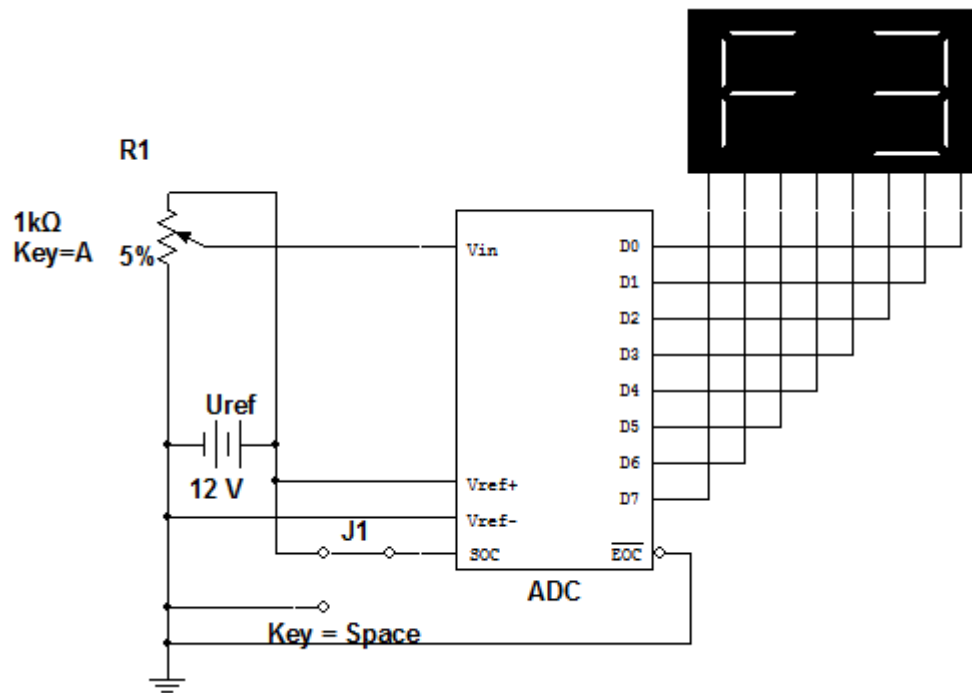 F3
R1
1kΩ
Key=A
5%
Vin
D0
D1
D2
D3
D4
D5
D6
D7
Uref
12 V
Vref+
Vref-
J1
SOC
EOC
ADC
Key = Space